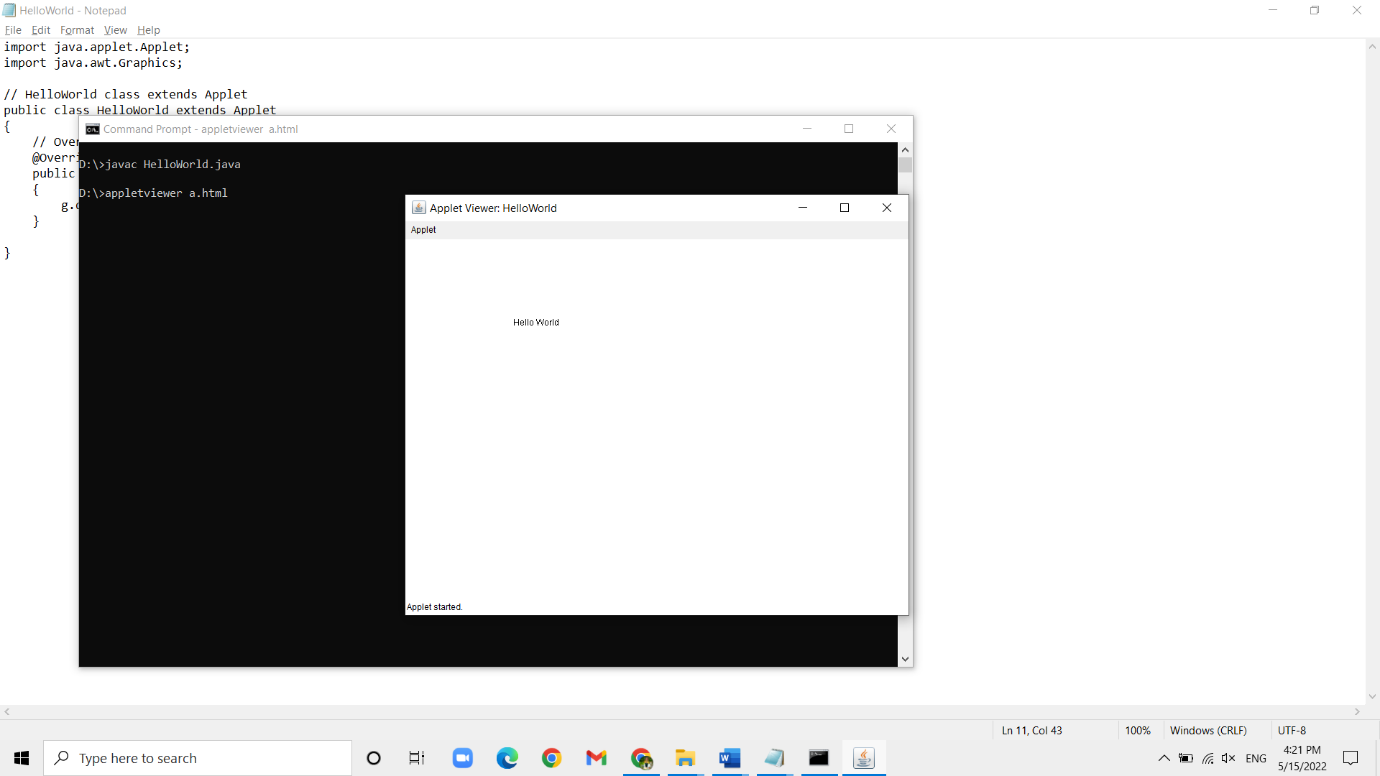 HelloWorld - Notepad
File Edit Format View Help
import java.applet.Applet;
import java.awt.Graphics;
// HelloWorld class extends Applet
public class HelloWorld extends Applet
{
// Over
@Overri
public
{
g.
}
}
Command Prompt - appletviewer a.html
D:\>javac HelloWorld.java
D:\>appletviewer a.html
Applet Viewer: HelloWorld
Applet
Hello World
Applet started.
Ln 11, Col 43 100% Windows (CRLF) UTF-8
Type here to search
ENG
4:21 PM
5/15/2022